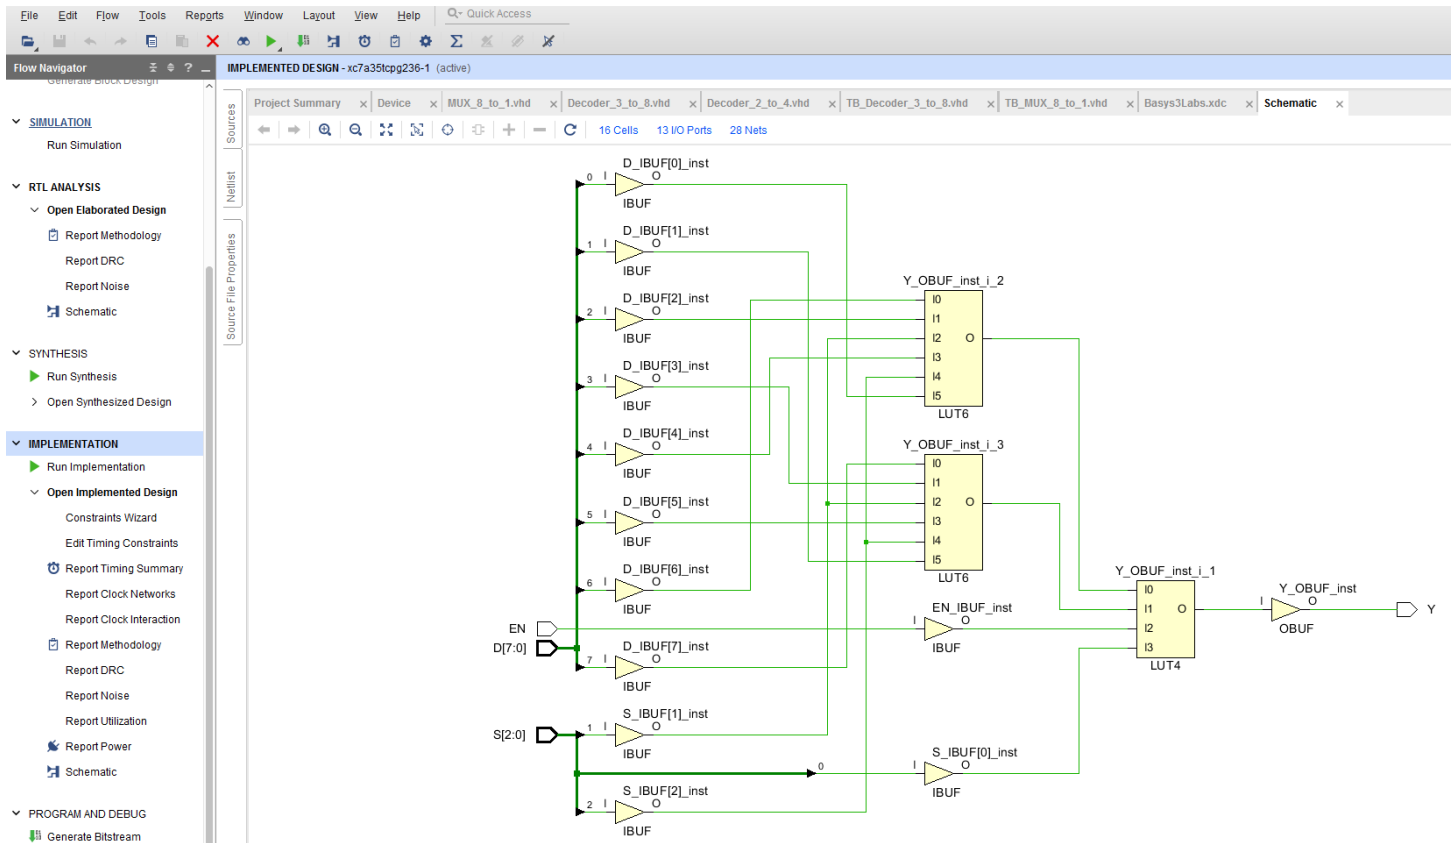 File Edit Flow Tools Reports Window Layout View Help Quick Access
Flow Navigator
IMPLEMENTED DESIGN - xc7a35tcpg236-1 (active)
Generate Block Design
SIMULATION
Run Simulation
RTL ANALYSIS
Open Elaborated Design
Report Methodology
Report DRC
Report Noise
Schematic
SYNTHESIS
Run Synthesis
Open Synthesized Design
IMPLEMENTATION
Run Implementation
Open Implemented Design
Constraints Wizard
Edit Timing Constraints
Report Timing Summary
Report Clock Networks
Report Clock Interaction
Report Methodology
Report DRC
Report Noise
Report Utilization
Report Power
Schematic
PROGRAM AND DEBUG
Generate Bitstream
Sources
Netlist
Source File Properties
Project Summary Device MUX_8_to_1.vhd Decoder_3_to_8.vhd Decoder_2_to_4.vhd TB_Decoder_3_to_8.vhd TB_MUX_8_to_1.vhd Basys3Labs.xdc Schematic
16 Cells 13 I/O Ports 28 Nets
D_IBUF[0]_inst
0 I O
IBUF
D_IBUF[1]_inst
1 I O
IBUF
D_IBUF[2]_inst
2 I O
IBUF
D_IBUF[3]_inst
3 I O
IBUF
D_IBUF[4]_inst
4 I O
IBUF
D_IBUF[5]_inst
5 I O
IBUF
D_IBUF[6]_inst
6 I O
IBUF
EN
D[7:0]
D_IBUF[7]_inst
7 I O
IBUF
S[2:0]
S_IBUF[1]_inst
1 I O
IBUF
0
S_IBUF[2]_inst
2 I O
IBUF
Y_OBUF_inst_i_2
I0
I1
I2 O
I3
I4
I5
LUT6
Y_OBUF_inst_i_3
I0
I1
I2 O
I3
I4
I5
LUT6
EN_IBUF_inst
I O
IBUF
S_IBUF[0]_inst
I O
IBUF
Y_OBUF_inst_i_1
I0
I1 O
I2
I3
LUT4
Y_OBUF_inst
I O
OBUF
Y